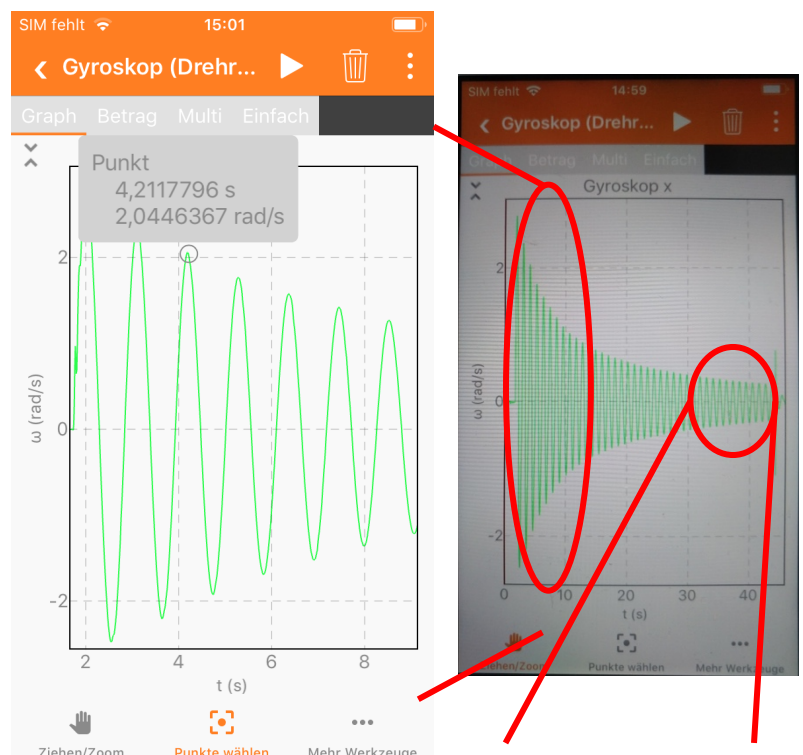 SIM fehlt 15:01
Gyroskop (Drehr...
Graph Betrag Multi Einfach
Punkt
4,2117796 s
2,0446367 rad/s
2
0
-2
ω (rad/s)
2 4 6 8
t (s)
Ziehen/Zoom Punkte wählen Mehr Werkzeuge
SIM fehlt 14:59
Gyroskop (Drehr...
Graph Betrag Multi Einfach
Gyroskop x
2
0
-2
ω (rad/s)
0 10 20 30 40
t (s)
Ziehen/Zoom Punkte wählen Mehr Werkzeuge